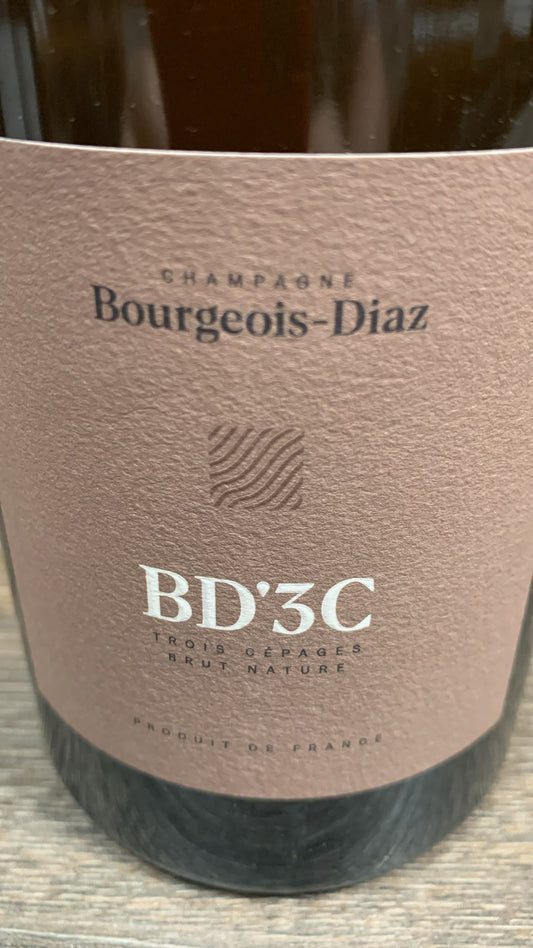 CHAMPAGNE
Bourgeois-Diaz
BD'3C
TROIS CÉPAGES
BRUT NATURE
PRODUIT DE FRANCE